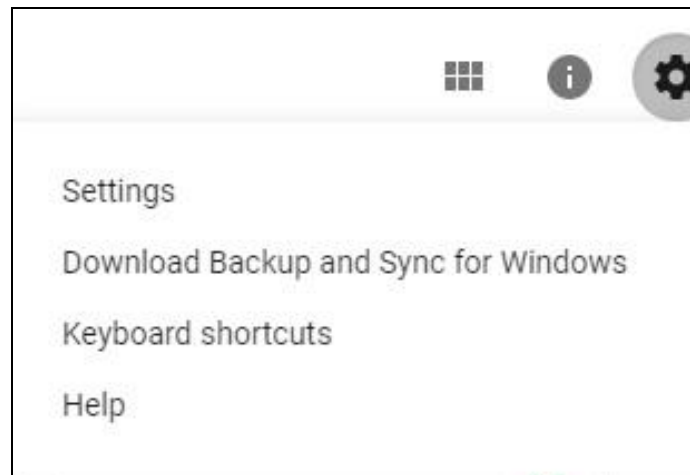 Settings
Download Backup and Sync for Windows
Keyboard shortcuts
Help